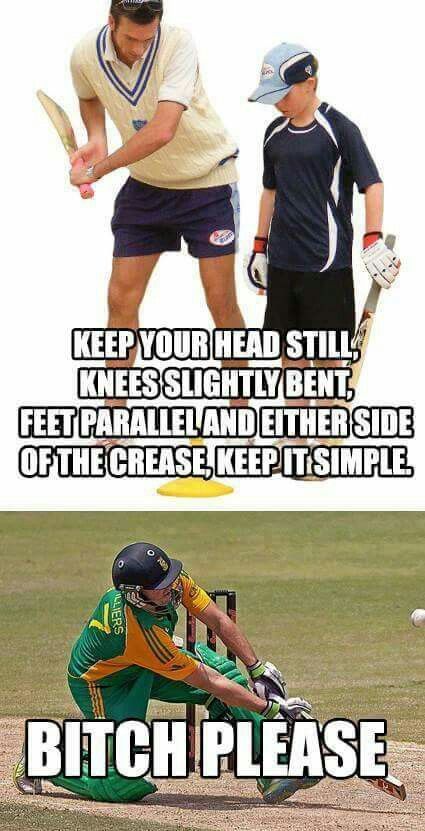 KEEP YOUR HEAD STILL,
KNEES SLIGHTLY BENT,
FEET PARALLEL AND EITHER SIDE
OF THE CREASE, KEEP IT SIMPLE.
LLIERS
BITCH PLEASE